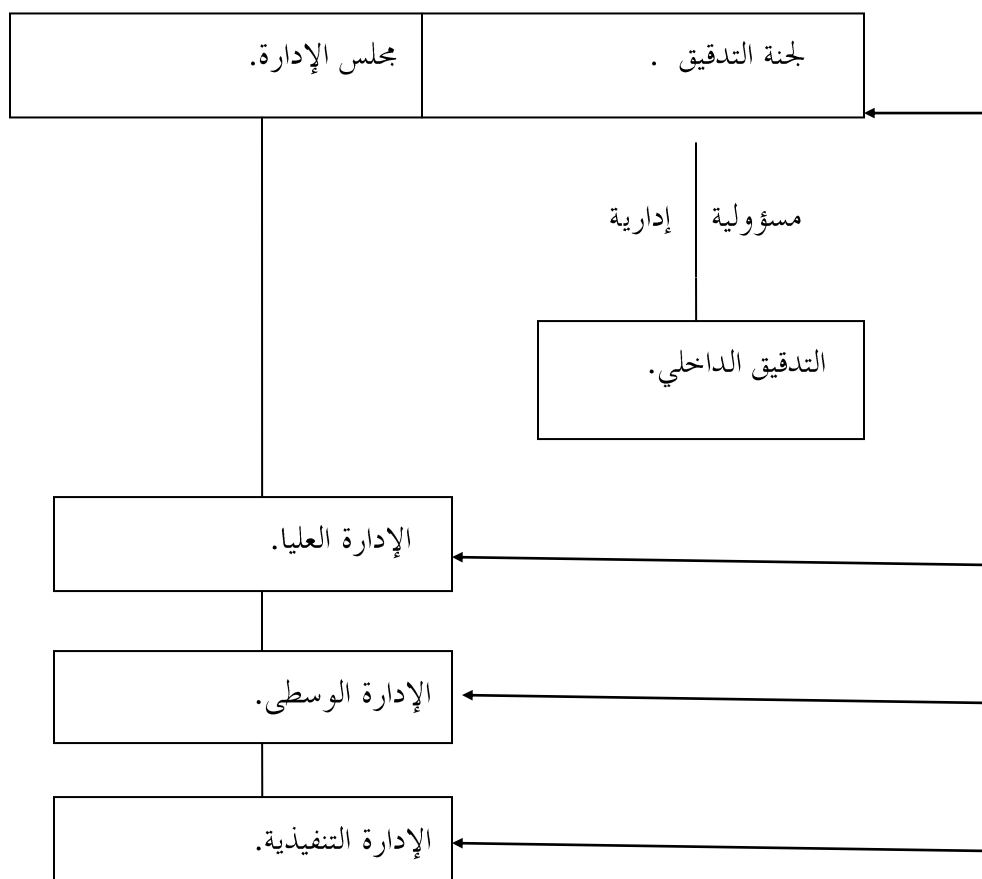 لجنة التدقيق .
مجلس الإدارة.
مسؤولية إدارية
التدقيق الداخلي.
الإدارة العليا.
الإدارة الوسطى.
الإدارة التنفيذية.